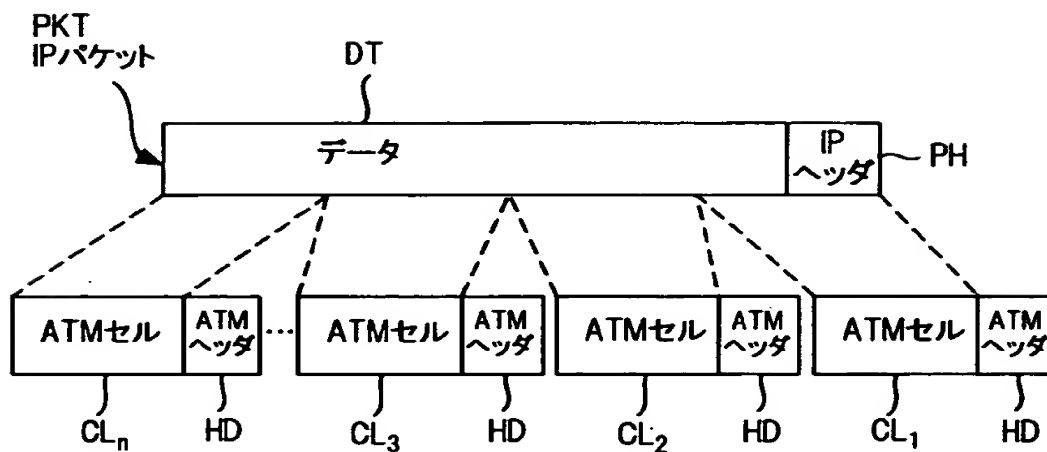 PKT
IPパケット
DT
データ
IP
ヘッダ
PH
ATMセル
ATM
ヘッダ
...
ATMセル
ATM
ヘッダ
ATMセル
ATM
ヘッダ
ATMセル
ATM
ヘッダ
CLn
HD
CL3
HD
CL2
HD
CL1
HD